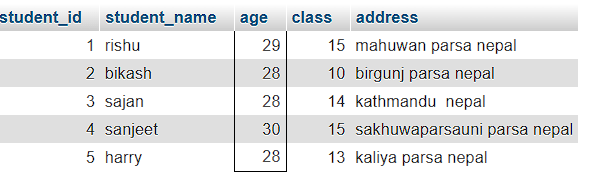 student_id student_name age class address
1 rishu 29 15 mahuwan parsa nepal
2 bikash 28 10 birgunj parsa nepal
3 sajan 28 14 kathmandu  nepal
4 sanjeet 30 15 sakhuwaparsauni parsa nepal
5 harry 28 13 kaliya parsa nepal